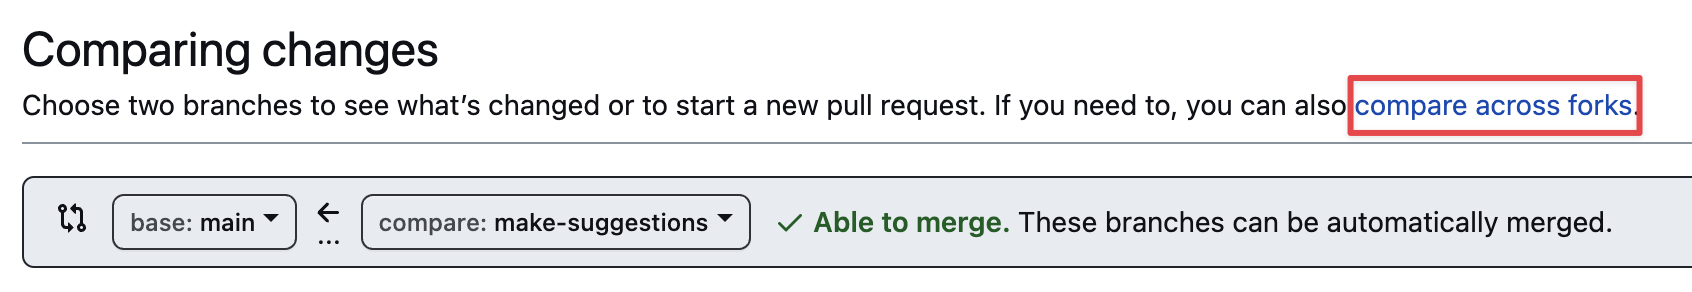 Comparing changes
Choose two branches to see what’s changed or to start a new pull request. If you need to, you can also compare across forks.
base: main ... compare: make-suggestions Able to merge. These branches can be automatically merged.